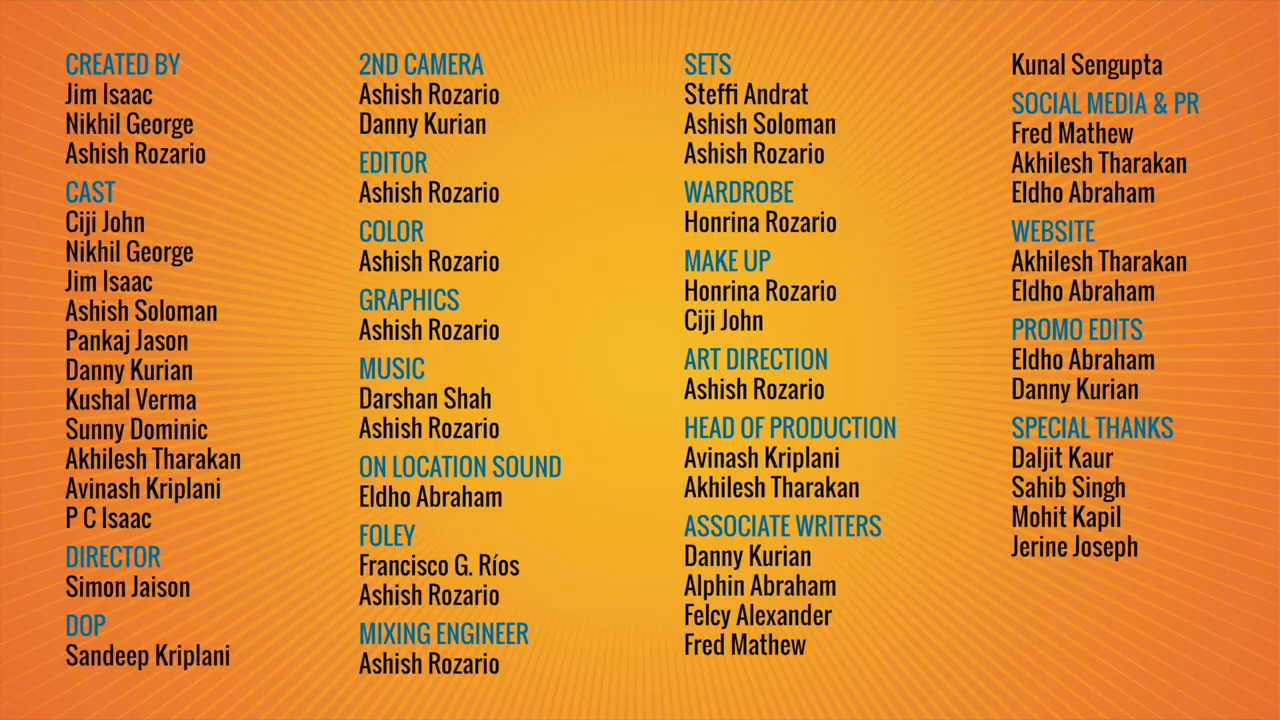 CREATED BY
Jim Isaac
Nikhil George
Ashish Rozario
CAST
Ciji John
Nikhil George
Jim Isaac
Ashish Soloman
Pankaj Jason
Danny Kurian
Kushal Verma
Sunny Dominic
Akhilesh Tharakan
Avinash Kriplani
P C Isaac
DIRECTOR
Simon Jaison
DOP
Sandeep Kriplani
2ND CAMERA
Ashish Rozario
Danny Kurian
EDITOR
Ashish Rozario
COLOR
Ashish Rozario
GRAPHICS
Ashish Rozario
MUSIC
Darshan Shah
Ashish Rozario
ON LOCATION SOUND
Eldho Abraham
FOLEY
Francisco G. Ríos
Ashish Rozario
MIXING ENGINEER
Ashish Rozario
SETS
Steffi Andrat
Ashish Soloman
Ashish Rozario
WARDROBE
Honrina Rozario
MAKE UP
Honrina Rozario
Ciji John
ART DIRECTION
Ashish Rozario
HEAD OF PRODUCTION
Avinash Kriplani
Akhilesh Tharakan
ASSOCIATE WRITERS
Danny Kurian
Alphin Abraham
Felcy Alexander
Fred Mathew
Kunal Sengupta
SOCIAL MEDIA & PR
Fred Mathew
Akhilesh Tharakan
Eldho Abraham
WEBSITE
Akhilesh Tharakan
Eldho Abraham
PROMO EDITS
Eldho Abraham
Danny Kurian
SPECIAL THANKS
Daljit Kaur
Sahib Singh
Mohit Kapil
Jerine Joseph